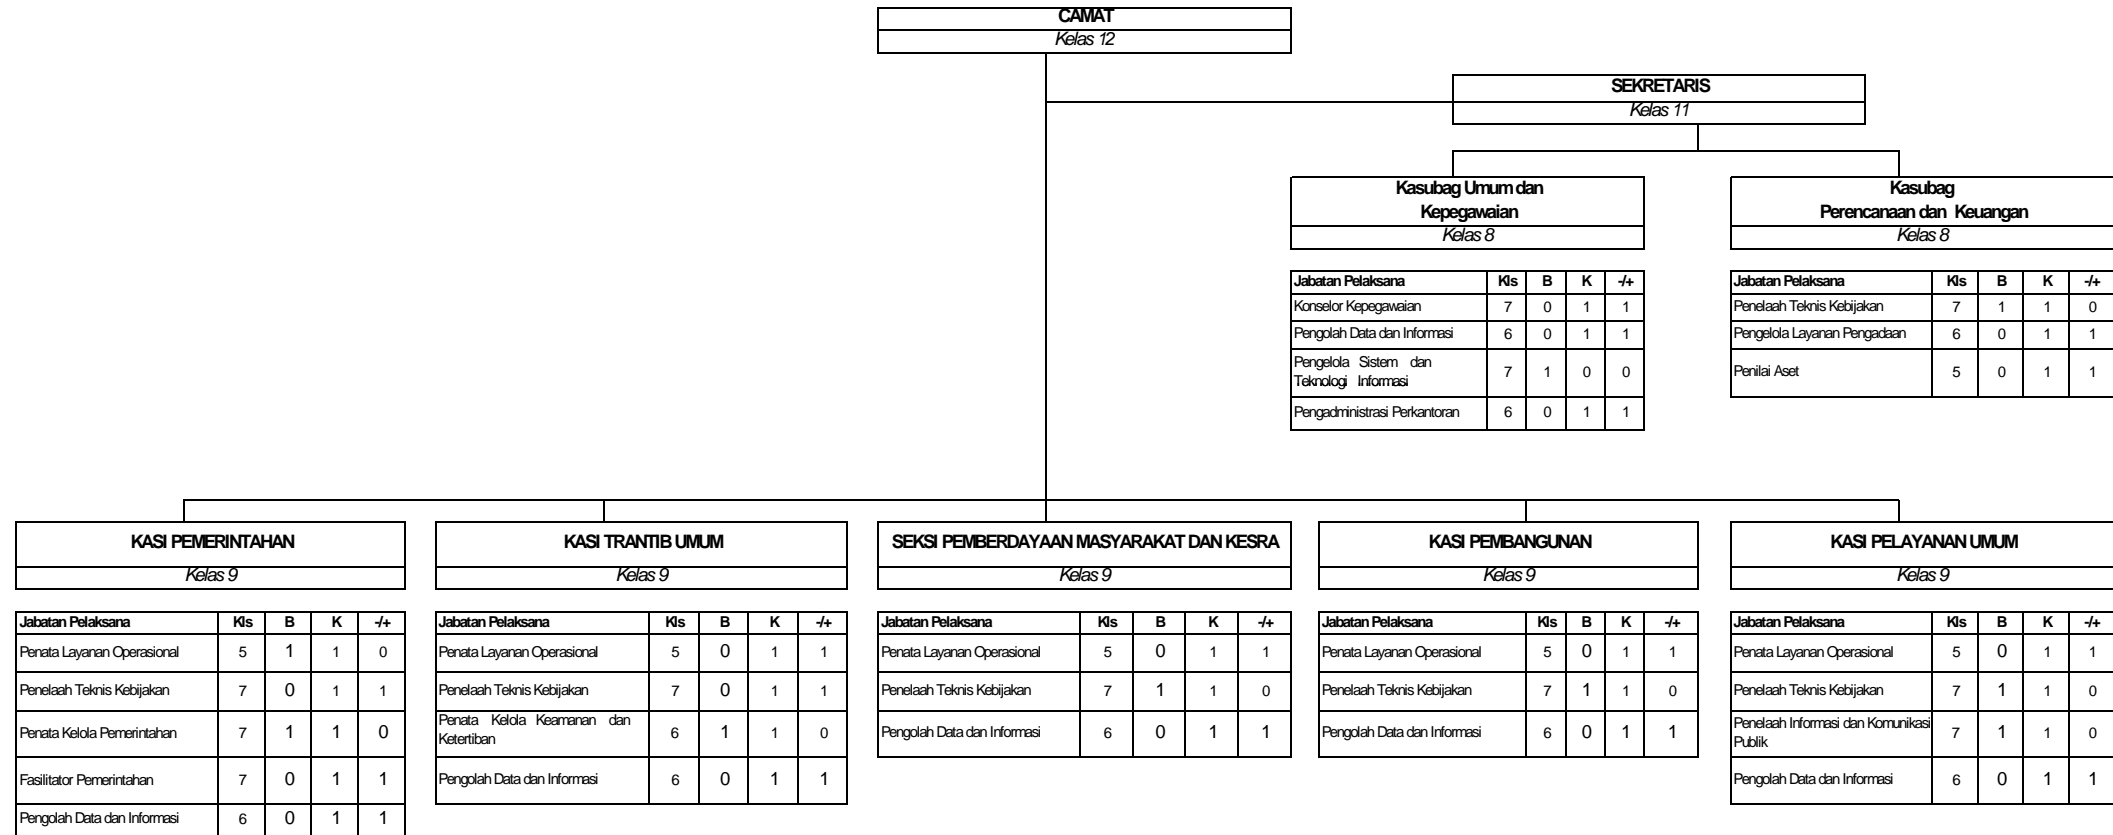 CAMAT
Kelas 12
SEKRETARIS
Kelas 11
Kasubag Umum dan
Kepegawaian
Kelas 8
Jabatan Pelaksana Kls B K -/+
Konselor Kepegawaian 7 0 1 1
Pengolah Data dan Informasi 6 0 1 1
Pengelola Sistem dan
Teknologi Informasi 7 1 0 0
Pengadministrasi Perkantoran 6 0 1 1
Kasubag
Perencanaan dan Keuangan
Kelas 8
Jabatan Pelaksana Kls B K -/+
Penelaah Teknis Kebijakan 7 1 1 0
Pengelola Layanan Pengadaan 6 0 1 1
Penilai Aset 5 0 1 1
KASI PEMERINTAHAN
Kelas 9
Jabatan Pelaksana Kls B K -/+
Penata Layanan Operasional 5 1 1 0
Penelaah Teknis Kebijakan 7 0 1 1
Penata Kelola Pemerintahan 7 1 1 0
Fasilitator Pemerintahan 7 0 1 1
Pengolah Data dan Informasi 6 0 1 1
KASI TRANTIB UMUM
Kelas 9
Jabatan Pelaksana Kls B K -/+
Penata Layanan Operasional 5 0 1 1
Penelaah Teknis Kebijakan 7 0 1 1
Penata Kelola Keamanan dan
Ketertiban 6 1 1 0
Pengolah Data dan Informasi 6 0 1 1
SEKSI PEMBERDAYAAN MASYARAKAT DAN KESRA
Kelas 9
Jabatan Pelaksana Kls B K -/+
Penata Layanan Operasional 5 0 1 1
Penelaah Teknis Kebijakan 7 1 1 0
Pengolah Data dan Informasi 6 0 1 1
KASI PEMBANGUNAN
Kelas 9
Jabatan Pelaksana Kls B K -/+
Penata Layanan Operasional 5 0 1 1
Penelaah Teknis Kebijakan 7 1 1 0
Pengolah Data dan Informasi 6 0 1 1
KASI PELAYANAN UMUM
Kelas 9
Jabatan Pelaksana Kls B K -/+
Penata Layanan Operasional 5 0 1 1
Penelaah Teknis Kebijakan 7 1 1 0
Penelaah Informasi dan Komunikasi
Publik 7 1 1 0
Pengolah Data dan Informasi 6 0 1 1